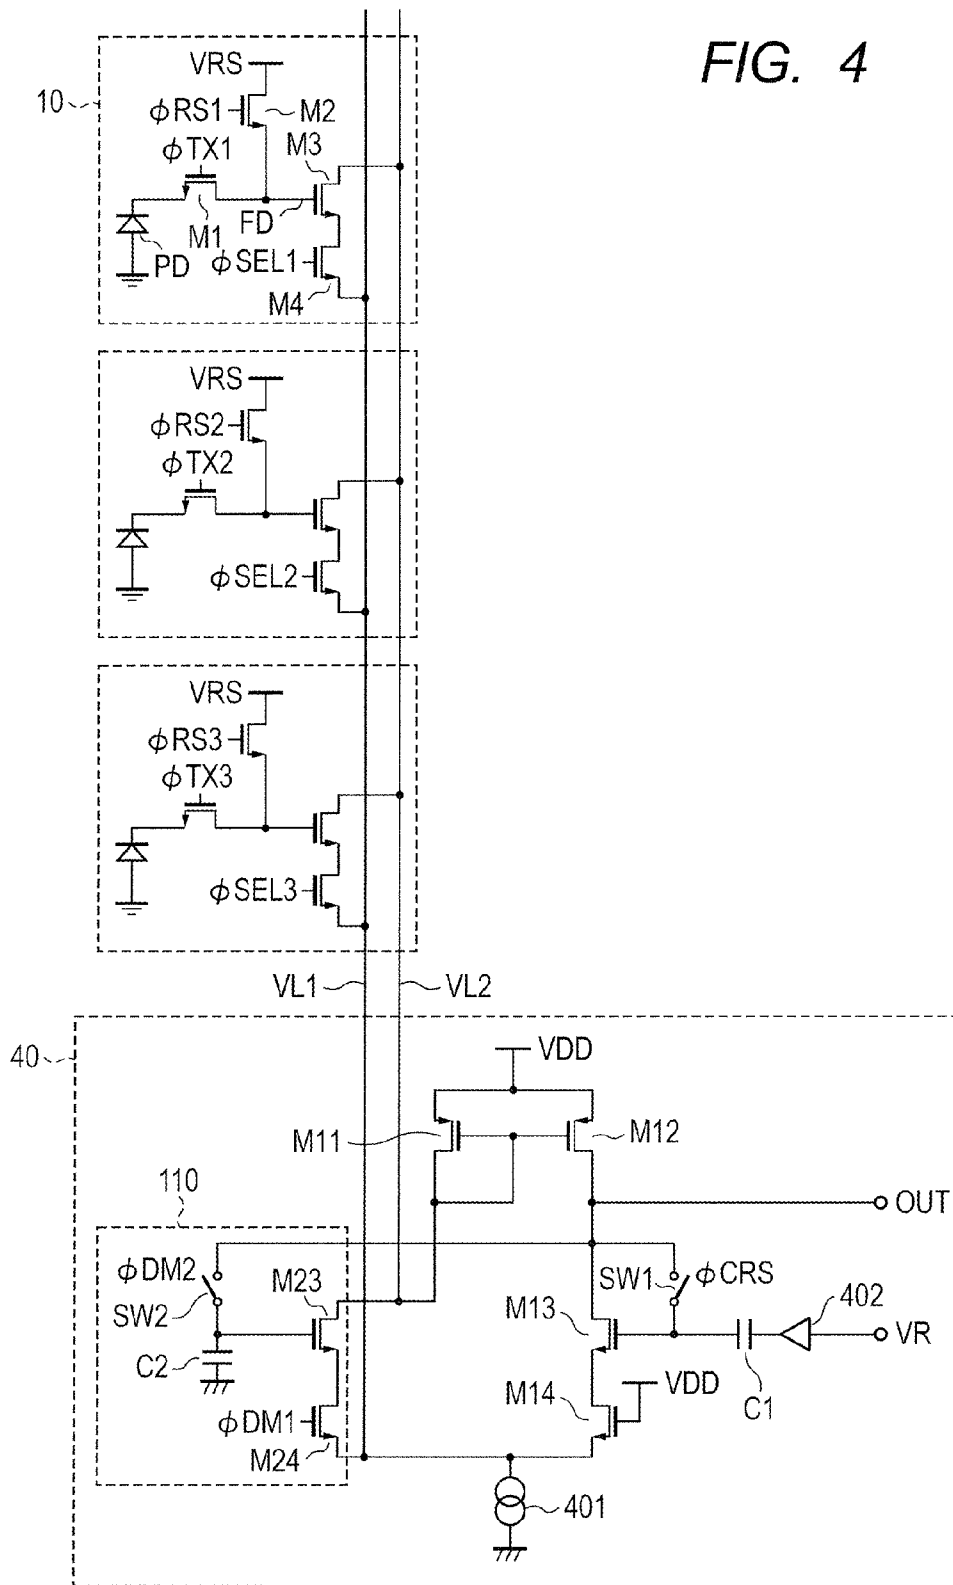 FIG. 4
10
VRS
φRS1
M2
φTX1
M3
M1
FD
PD
φSEL1
M4
VRS
φRS2
φTX2
φSEL2
VRS
φRS3
φTX3
φSEL3
VL1
VL2
40
VDD
M11
M12
110
OUT
φDM2
SW2
M23
SW1
φCRS
402
M13
VR
C2
M14
VDD
C1
φDM1
M24
401